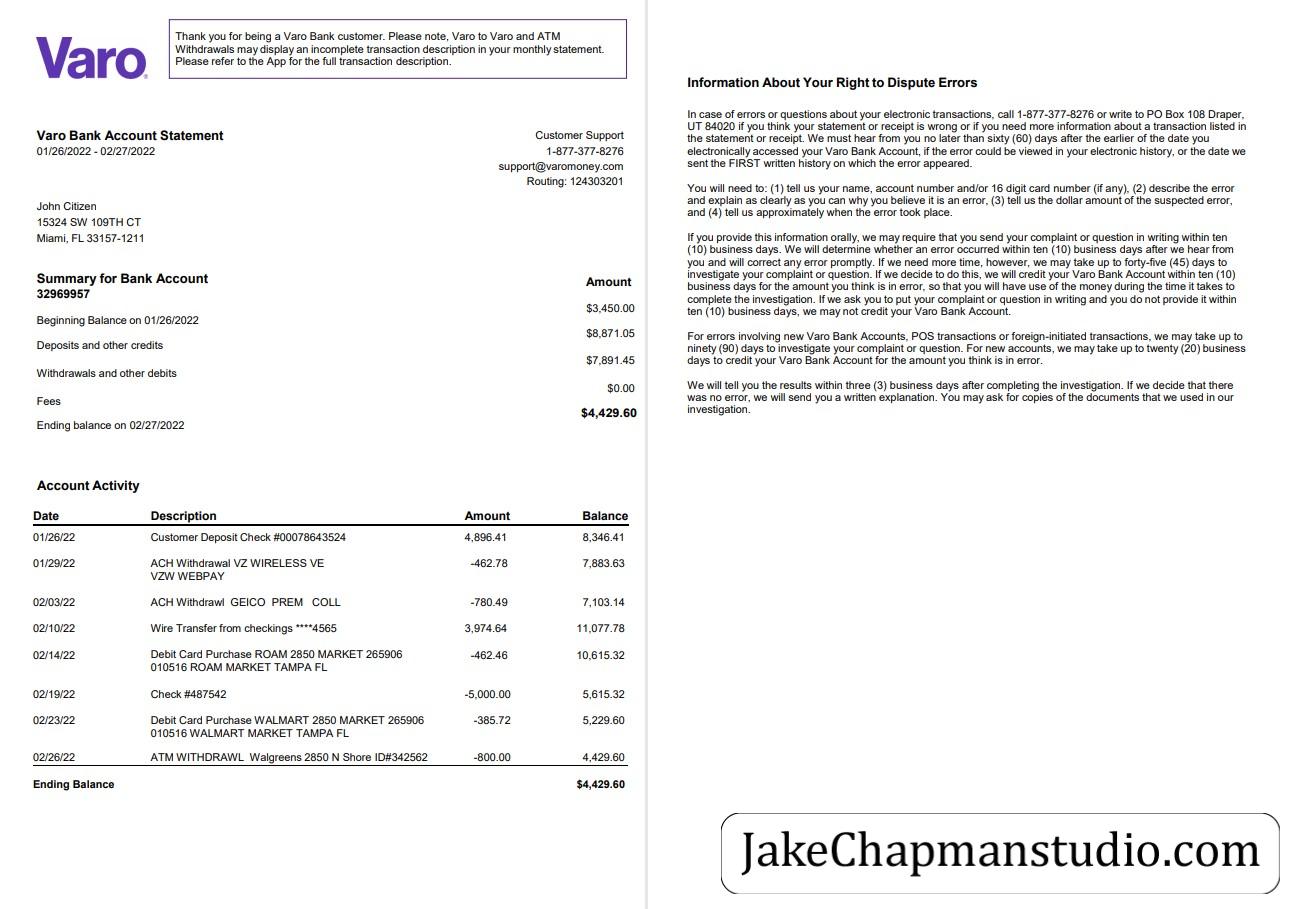 Varo
Thank you for being a Varo Bank customer. Please note, Varo to Varo and ATM
Withdrawals may display an incomplete transaction description in your monthly statement.
Please refer to the App for the full transaction description.
Varo Bank Account Statement
01/26/2022 - 02/27/2022
Customer Support
1-877-377-8276
support@varomoney.com
Routing: 124303201
John Citizen
15324 SW 109TH CT
Miami, FL 33157-1211
Summary for Bank Account
32969957
Amount
$3,450.00
Beginning Balance on 01/26/2022
$8,871.05
Deposits and other credits
$7,891.45
Withdrawals and other debits
$0.00
Fees
$4,429.60
Ending balance on 02/27/2022
Account Activity
Date Description Amount Balance
01/26/22 Customer Deposit Check #00078643524 4,896.41 8,346.41
01/29/22 ACH Withdrawal VZ WIRELESS VE -462.78 7,883.63
VZW WEBPAY
02/03/22 ACH Withdrawl GEICO PREM COLL -780.49 7,103.14
02/10/22 Wire Transfer from checkings ****4565 3,974.64 11,077.78
02/14/22 Debit Card Purchase ROAM 2850 MARKET 265906 -462.46 10,615.32
010516 ROAM MARKET TAMPA FL
02/19/22 Check #487542 -5,000.00 5,615.32
02/23/22 Debit Card Purchase WALMART 2850 MARKET 265906 -385.72 5,229.60
010516 WALMART MARKET TAMPA FL
02/26/22 ATM WITHDRAWL Walgreens 2850 N Shore ID#342562 -800.00 4,429.60
Ending Balance $4,429.60
Information About Your Right to Dispute Errors
In case of errors or questions about your electronic transactions, call 1-877-377-8276 or write to PO Box 108 Draper,
UT 84020 if you think your statement or receipt is wrong or if you need more information about a transaction listed in
the statement or receipt. We must hear from you no later than sixty (60) days after the earlier of the date you
electronically accessed your Varo Bank Account, if the error could be viewed in your electronic history, or the date we
sent the FIRST written history on which the error appeared.
You will need to: (1) tell us your name, account number and/or 16 digit card number (if any), (2) describe the error
and explain as clearly as you can why you believe it is an error, (3) tell us the dollar amount of the suspected error,
and (4) tell us approximately when the error took place.
If you provide this information orally, we may require that you send your complaint or question in writing within ten
(10) business days. We will determine whether an error occurred within ten (10) business days after we hear from
you and will correct any error promptly. If we need more time, however, we may take up to forty-five (45) days to
investigate your complaint or question. If we decide to do this, we will credit your Varo Bank Account within ten (10)
business days for the amount you think is in error, so that you will have use of the money during the time it takes to
complete the investigation. If we ask you to put your complaint or question in writing and you do not provide it within
ten (10) business days, we may not credit your Varo Bank Account.
For errors involving new Varo Bank Accounts, POS transactions or foreign-initiated transactions, we may take up to
ninety (90) days to investigate your complaint or question. For new accounts, we may take up to twenty (20) business
days to credit your Varo Bank Account for the amount you think is in error.
We will tell you the results within three (3) business days after completing the investigation. If we decide that there
was no error, we will send you a written explanation. You may ask for copies of the documents that we used in our
investigation.
JakeChapmanstudio.com